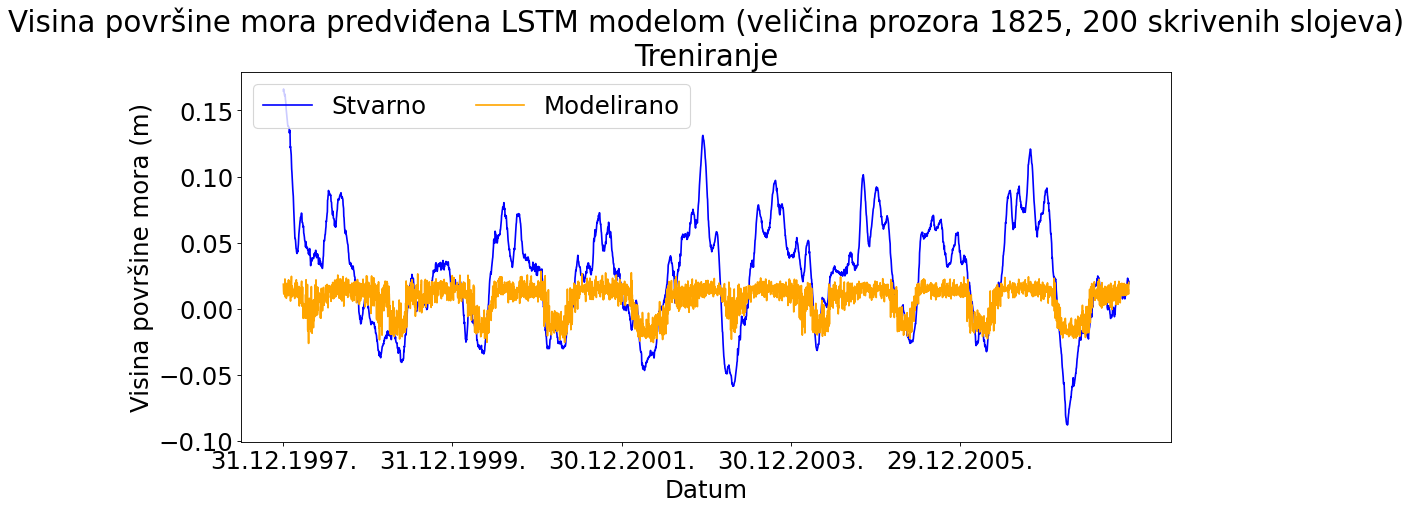 Visina površine mora predviđena LSTM modelom (veličina prozora 1825, 200 skrivenih slojeva)
Treniranje
Stvarno Modelirano
Visina površine mora (m)
0.15
0.10
0.05
0.00
−0.05
−0.10
31.12.1997. 31.12.1999. 30.12.2001. 30.12.2003. 29.12.2005.
Datum